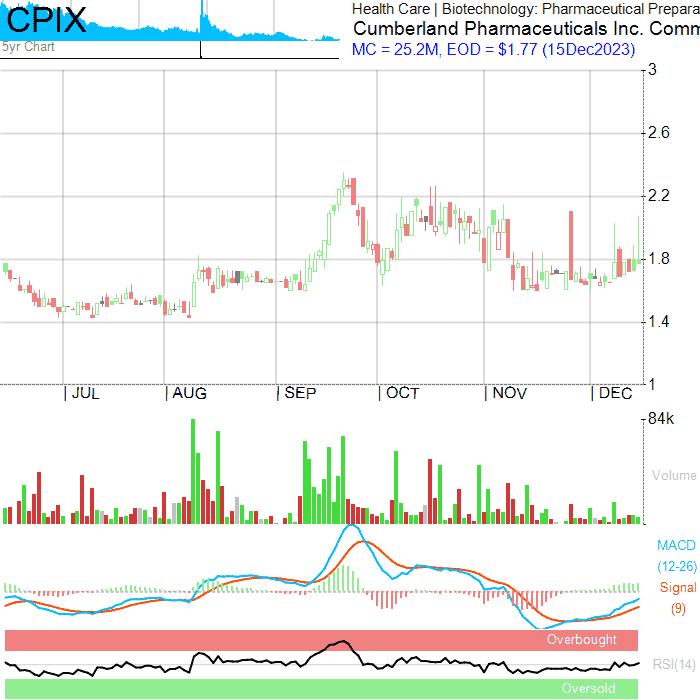 CPIX
5yr Chart
Health Care | Biotechnology: Pharmaceutical Prepara
Cumberland Pharmaceuticals Inc. Comm
MC = 25.2M, EOD = $1.77 (15Dec2023)
3
2.6
2.2
1.8
1.4
1
JUL AUG SEP OCT NOV DEC
84k
Volume
MACD
(12-26)
Signal
(9)
Overbought
RSI(14)
Oversold